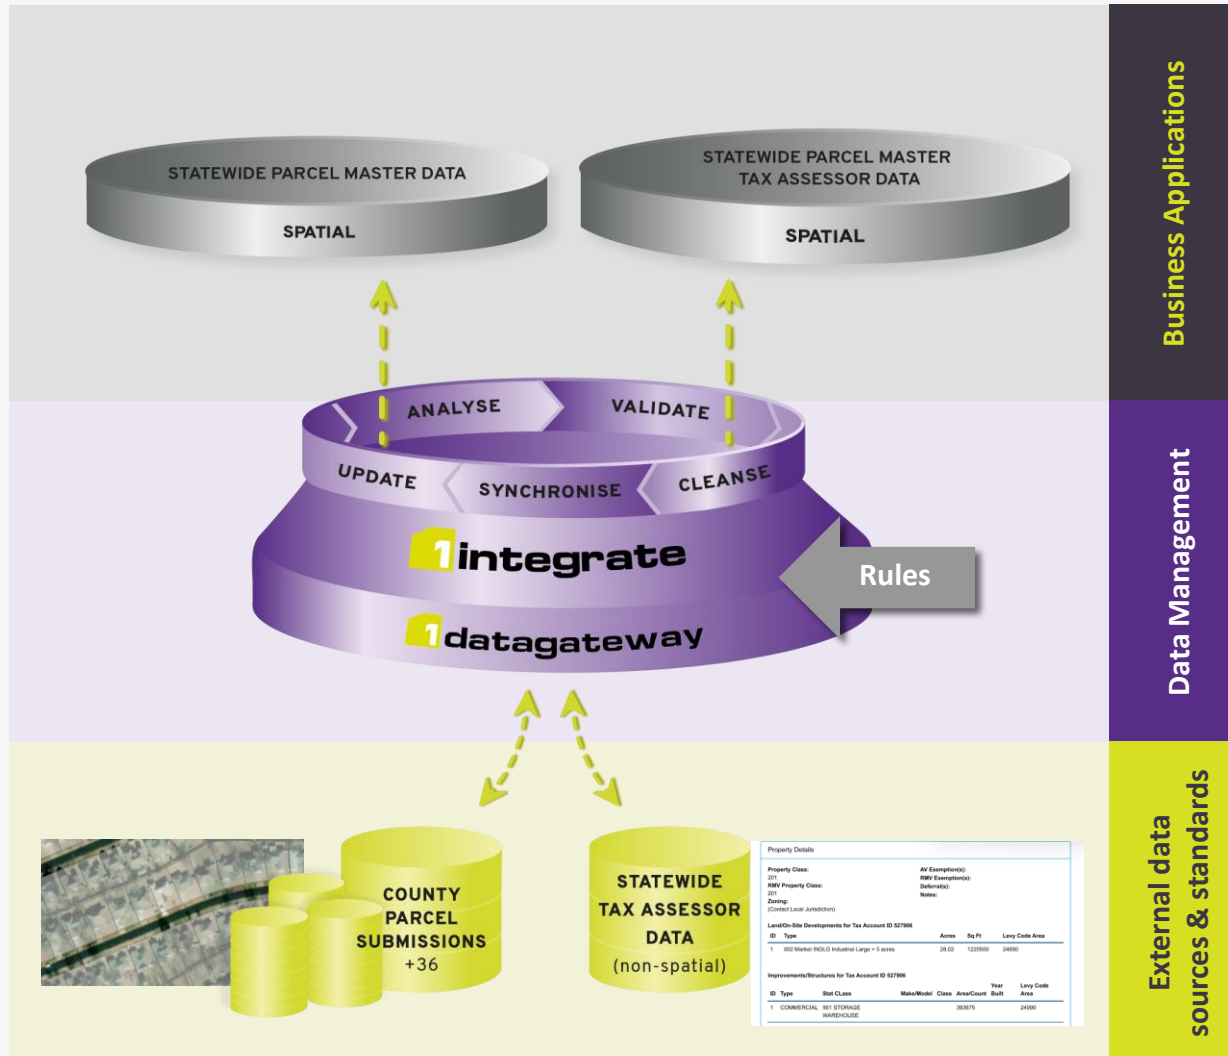 STATEWIDE PARCEL MASTER DATA
SPATIAL
STATEWIDE PARCEL MASTER
TAX ASSESSOR DATA
SPATIAL
Business Applications
ANALYSE
VALIDATE
UPDATE
SYNCHRONISE
CLEANSE
1integrate
1datagateway
Rules
Data Management
COUNTY
PARCEL
SUBMISSIONS
+36
STATEWIDE
TAX ASSESSOR
DATA
(non-spatial)
Property Details
Property Class:
201
RMV Property Class:
201
Zoning:
(Contact Local Jurisdiction)
AV Exemption(s):
RMV Exemption(s):
Deferral(s):
Notes:
Land/On-Site Developments for Tax Account ID 527906
ID Type Acres Sq Ft Levy Code Area
1 002 Market INDLG Industrial Large > 5 acres 28.02 1220500 24990
Improvements/Structures for Tax Account ID 527906
ID Type Stat CLass Make/Model Class Area/Count Year Built Levy Code Area
1 COMMERCIAL 561 STORAGE WAREHOUSE 393675 24990
External data
sources & standards